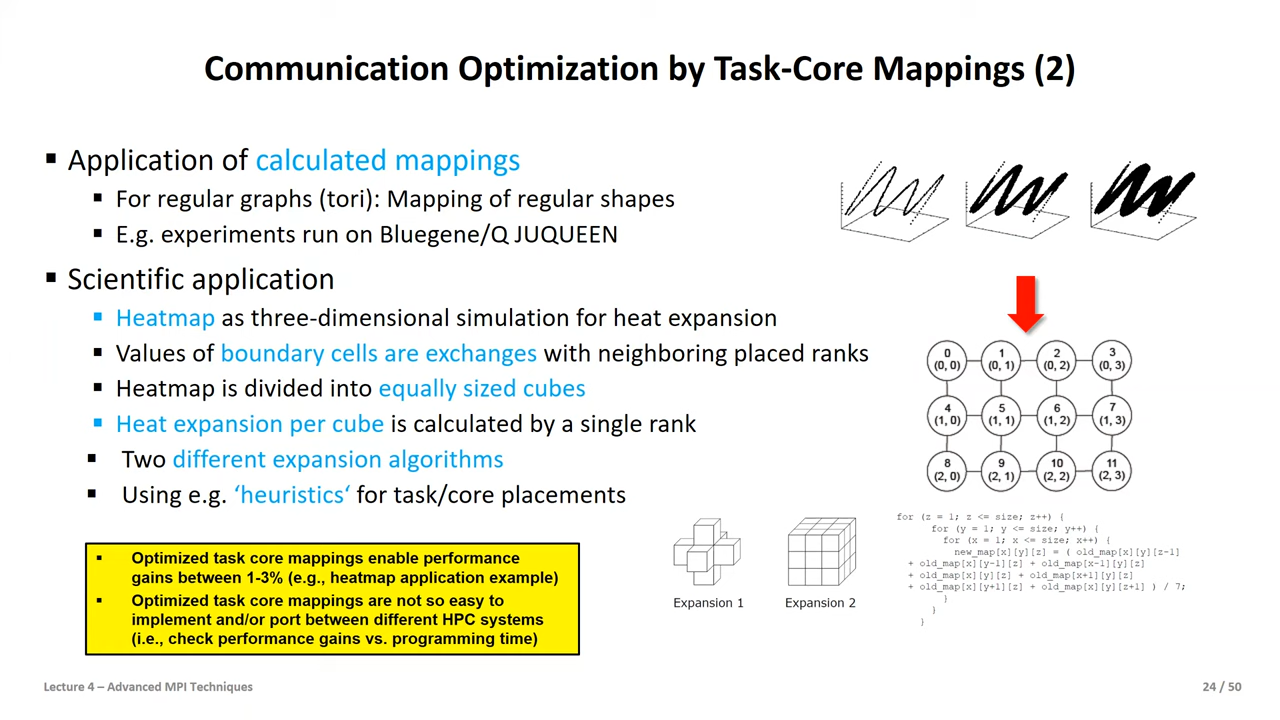 Communication Optimization by Task-Core Mappings (2)
▪ Application of calculated mappings
▪ For regular graphs (tori): Mapping of regular shapes
▪ E.g. experiments run on Bluegene/Q JUQUEEN
▪ Scientific application
▪ Heatmap as three-dimensional simulation for heat expansion
▪ Values of boundary cells are exchanges with neighboring placed ranks
▪ Heatmap is divided into equally sized cubes
▪ Heat expansion per cube is calculated by a single rank
▪ Two different expansion algorithms
▪ Using e.g. ‘heuristics‘ for task/core placements
▪ Optimized task core mappings enable performance
gains between 1-3% (e.g., heatmap application example)
▪ Optimized task core mappings are not so easy to
implement and/or port between different HPC systems
(i.e., check performance gains vs. programming time)
0 1 2 3
(0, 0) (0, 1) (0, 2) (0, 3)
4 5 6 7
(1, 0) (1, 1) (1, 2) (1, 3)
8 9 10 11
(2, 0) (2, 1) (2, 2) (2, 3)
Expansion 1 Expansion 2
for (z = 1; z <= size; z++) {
for (y = 1; y <= size; y++) {
for (x = 1; x <= size; x++) {
new_map[x][y][z] = ( old_map[x][y][z-1]
+ old_map[x][y-1][z] + old_map[x-1][y][z]
+ old_map[x][y][z] + old_map[x+1][y][z]
+ old_map[x][y+1][z] + old_map[x][y][z+1] ) / 7;
}
}
}
Lecture 4 – Advanced MPI Techniques
24 / 50